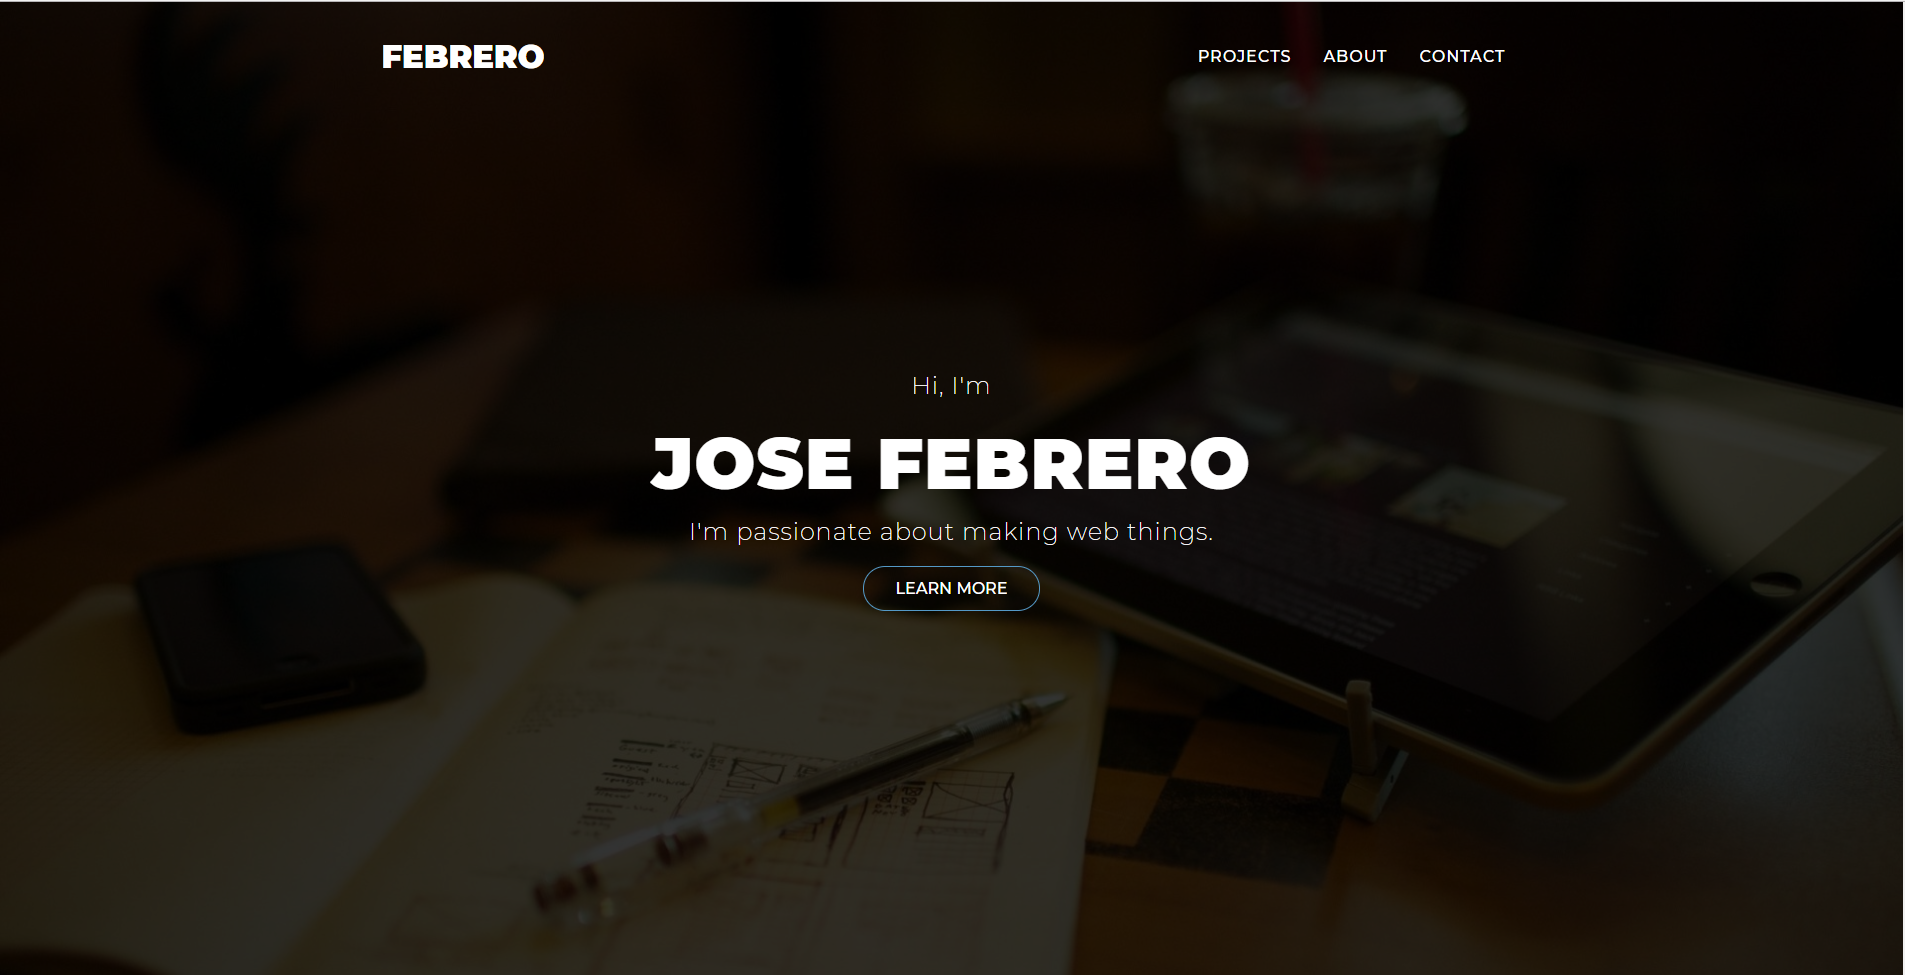 FEBRERO
PROJECTS ABOUT CONTACT
Hi, I'm
JOSE FEBRERO
I'm passionate about making web things.
LEARN MORE